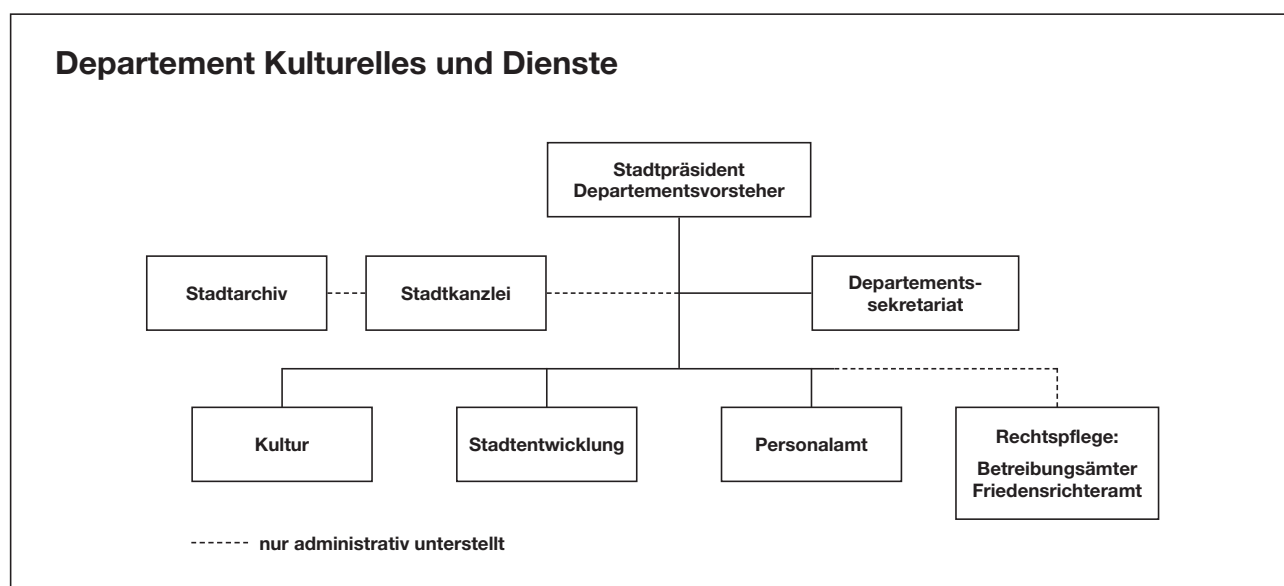 Departement Kulturelles und Dienste
Stadtpräsident
Departementsvorsteher
Stadtarchiv
Stadtkanzlei
Departements-
sekretariat
Kultur
Stadtentwicklung
Personalamt
Rechtspflege:
Betreibungsämter
Friedensrichteramt
nur administrativ unterstellt